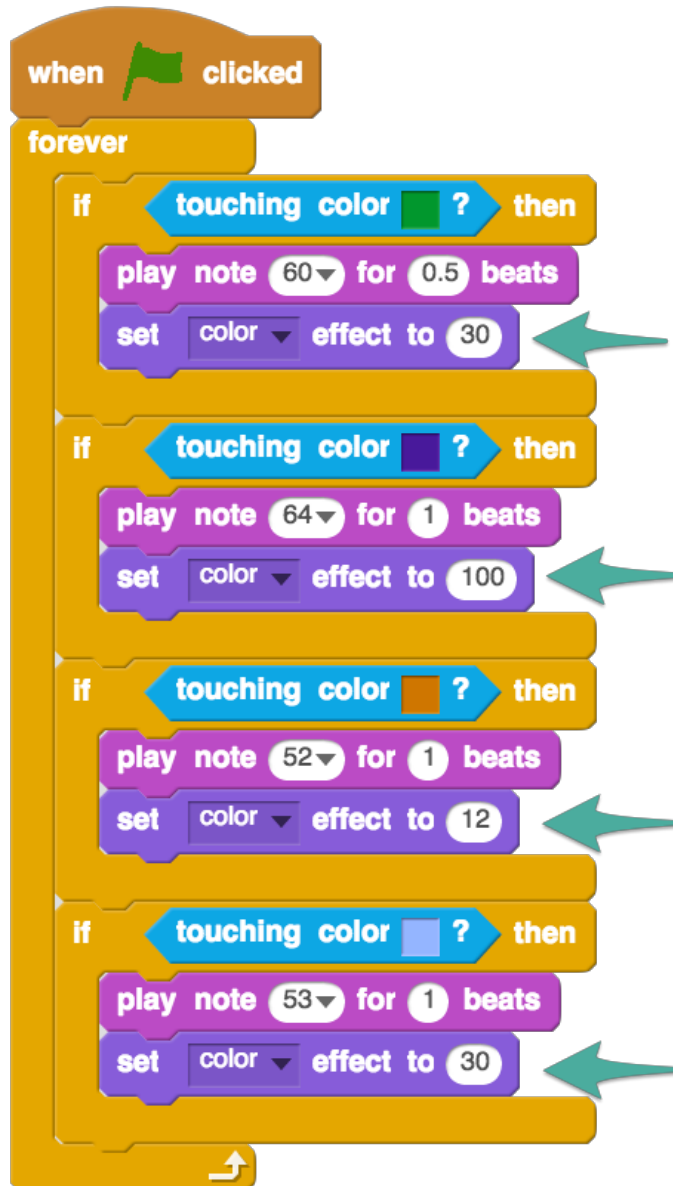 when clicked
forever
if touching color ? then
play note 60 for 0.5 beats
set color effect to 30
if touching color ? then
play note 64 for 1 beats
set color effect to 100
if touching color ? then
play note 52 for 1 beats
set color effect to 12
if touching color ? then
play note 53 for 1 beats
set color effect to 30